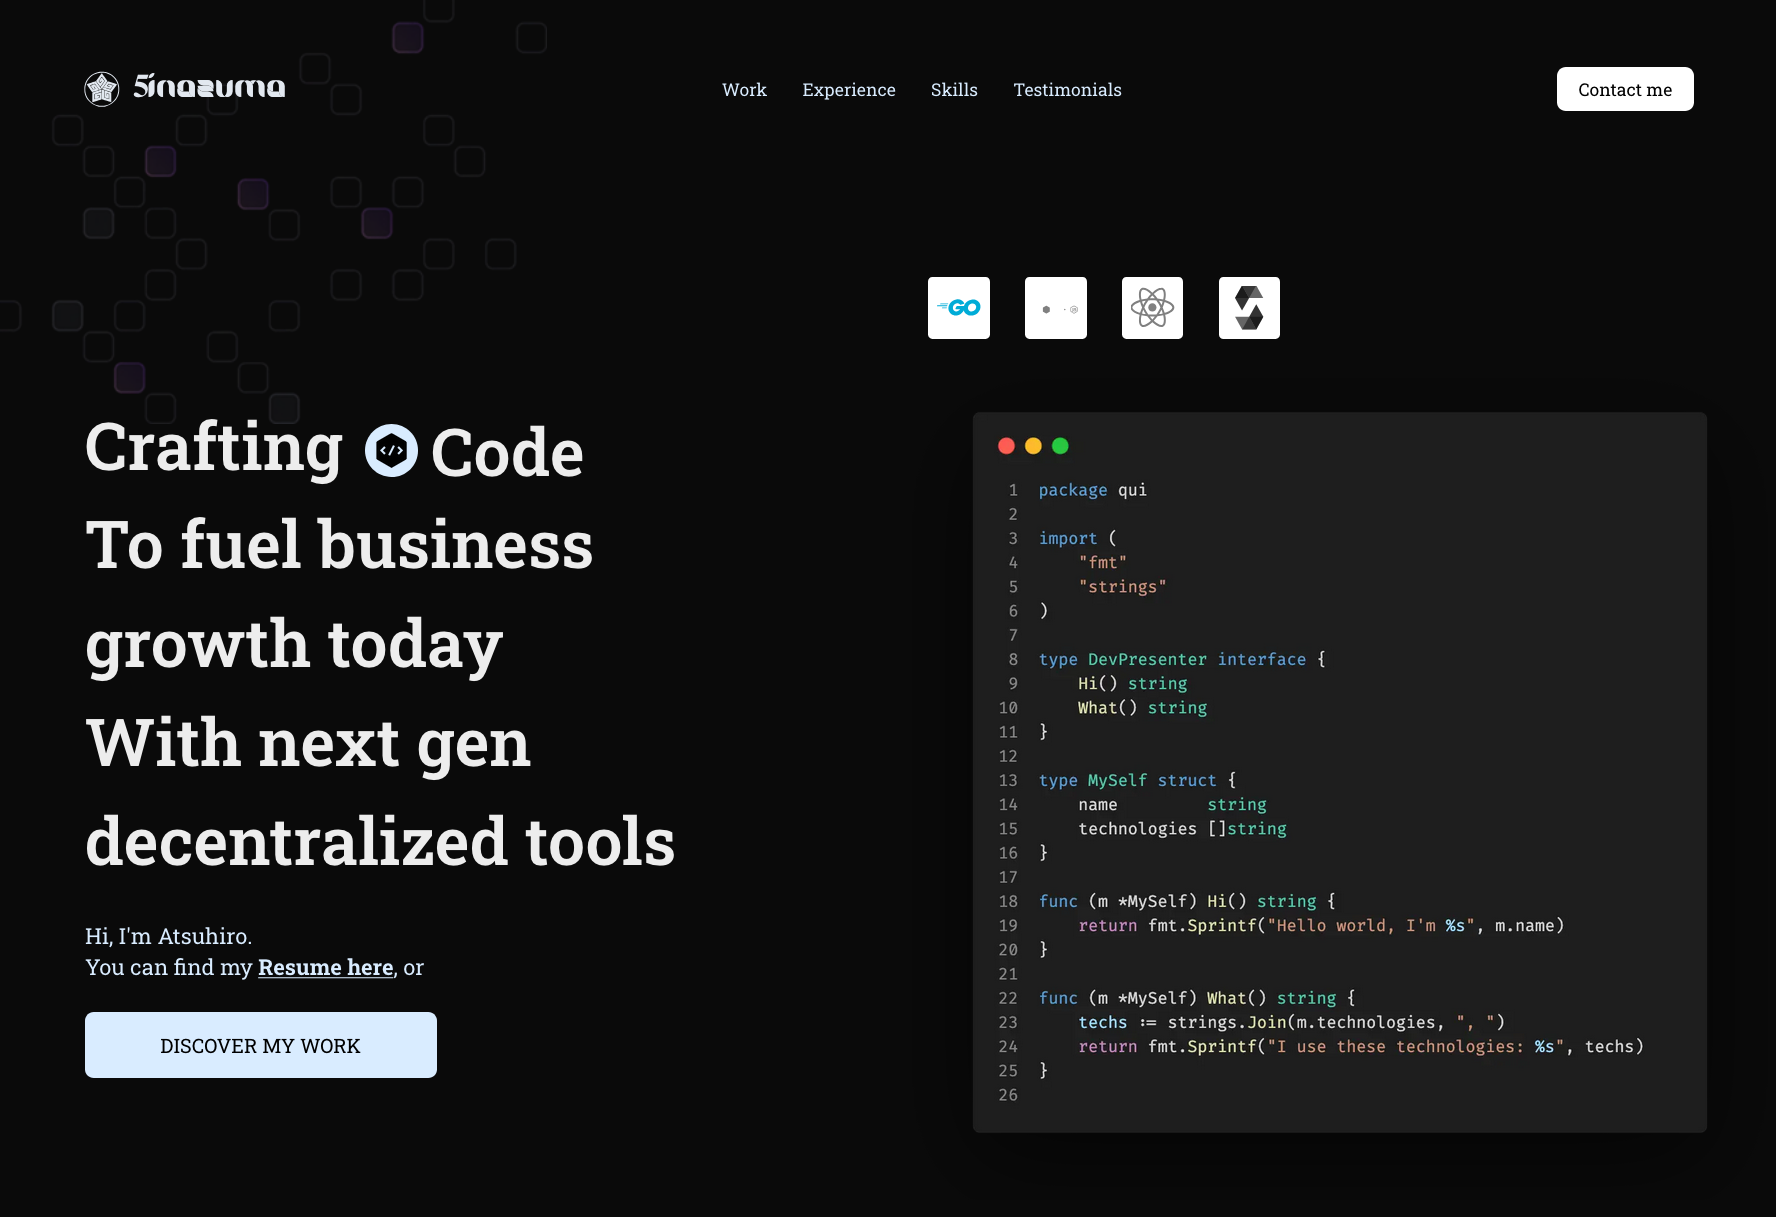 5inazuma
Work Experience Skills Testimonials
Contact me
GO
Crafting Code
To fuel business
growth today
With next gen
decentralized tools
Hi, I'm Atsuhiro.
You can find my Resume here, or
DISCOVER MY WORK
1 package qui
2
3 import (
4     "fmt"
5     "strings"
6 )
7
8 type DevPresenter interface {
9     Hi() string
10     What() string
11 }
12
13 type MySelf struct {
14     name         string
15     technologies []string
16 }
17
18 func (m *MySelf) Hi() string {
19     return fmt.Sprintf("Hello world, I'm %s", m.name)
20 }
21
22 func (m *MySelf) What() string {
23     techs := strings.Join(m.technologies, ", ")
24     return fmt.Sprintf("I use these technologies: %s", techs)
25 }
26